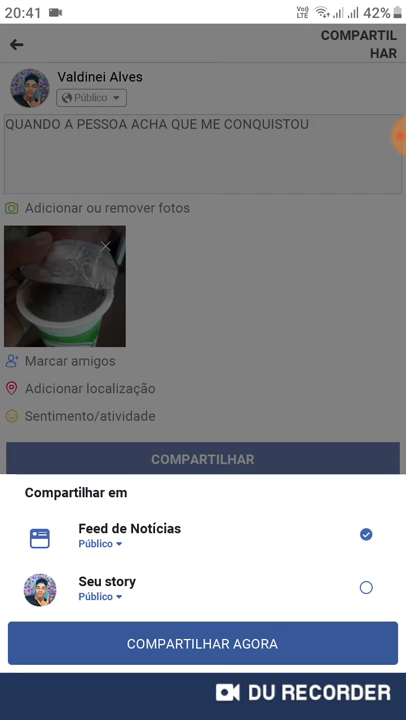 20:41
Vo)) LTE
42%
COMPARTIL
HAR
Valdinei Alves
Público
QUANDO A PESSOA ACHA QUE ME CONQUISTOU
Adicionar ou remover fotos
Marcar amigos
Adicionar localização
Sentimento/atividade
COMPARTILHAR
Compartilhar em
Feed de Notícias
Público
Seu story
Público
COMPARTILHAR AGORA
DU RECORDER